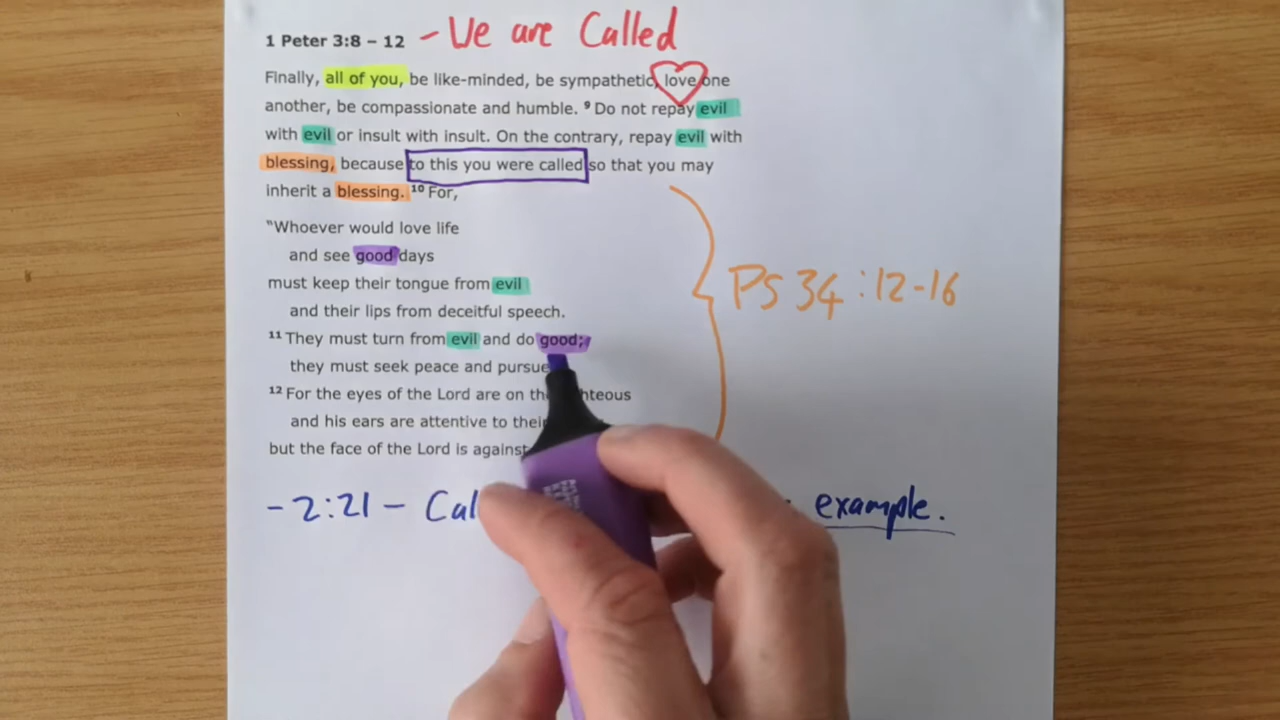 1 Peter 3:8 – 12 - We are Called
Finally, all of you, be like-minded, be sympathetic, love one
another, be compassionate and humble. 9 Do not repay evil
with evil or insult with insult. On the contrary, repay evil with
blessing, because to this you were called so that you may
inherit a blessing. 10 For,
"Whoever would love life
and see good days
must keep their tongue from evil
and their lips from deceitful speech.
11 They must turn from evil and do good;
they must seek peace and pursue
12 For the eyes of the Lord are on the
and his ears are attentive to their
but the face of the Lord is against
Ps 34:12-16
- 2:21 - example.